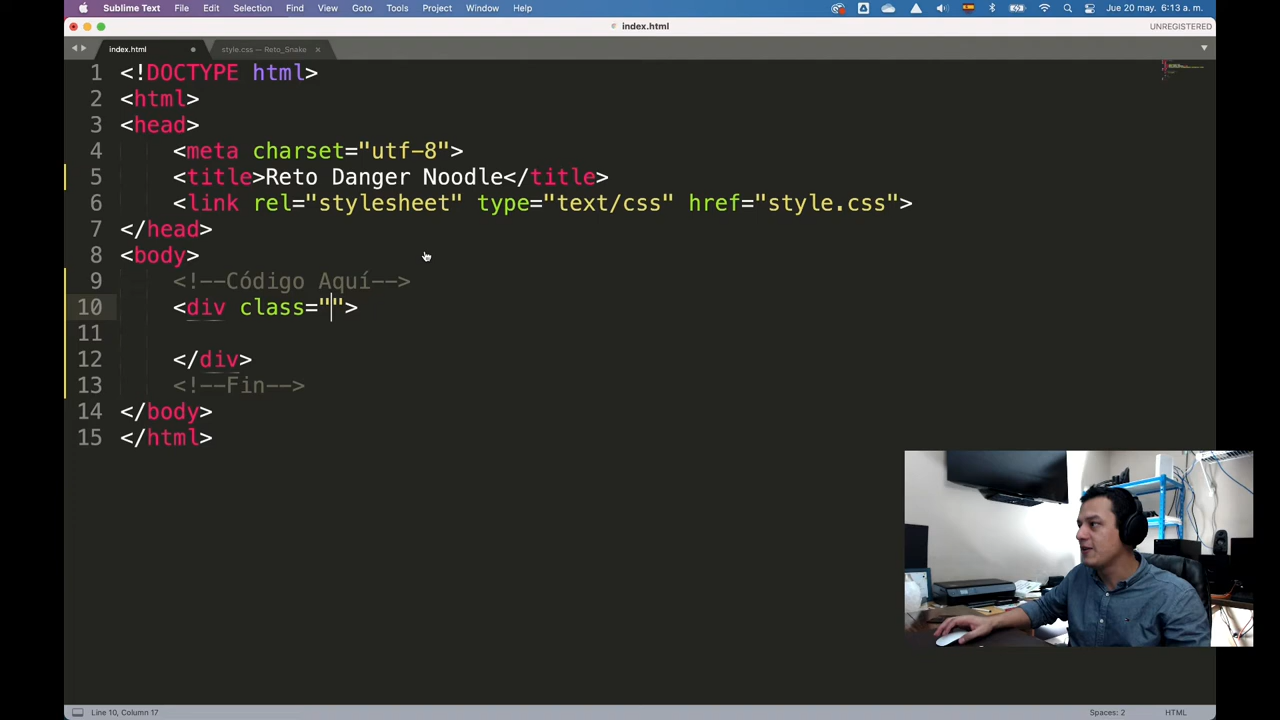 Sublime Text File Edit Selection Find View Goto Tools Project Window Help Jue 20 may. 6:13 a. m.
index.html UNREGISTERED
index.html style.css — Reto_Snake
1 <!DOCTYPE html>
2 <html>
3 <head>
4 <meta charset="utf-8">
5 <title>Reto Danger Noodle</title>
6 <link rel="stylesheet" type="text/css" href="style.css">
7 </head>
8 <body>
9 <!--Código Aquí-->
10 <div class="">
11
12 </div>
13 <!--Fin-->
14 </body>
15 </html>
Line 10, Column 17 Spaces: 2 HTML